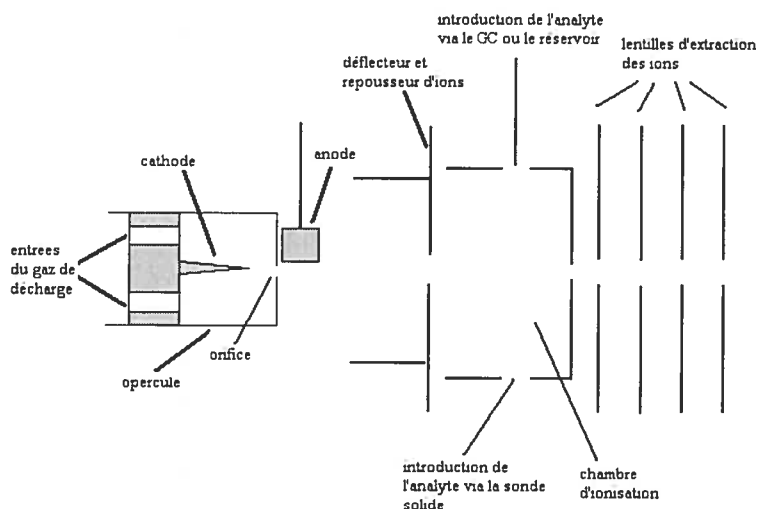 introduction de l'analyte
via le GC ou le réservoir
lentilles d'extraction
des ions
déflecteur et
repousseur d'ions
cathode
anode
entrees
du gaz de
décharge
orifice
opercule
introduction de
l'analyte via la sonde
solide
chambre
d'ionisation